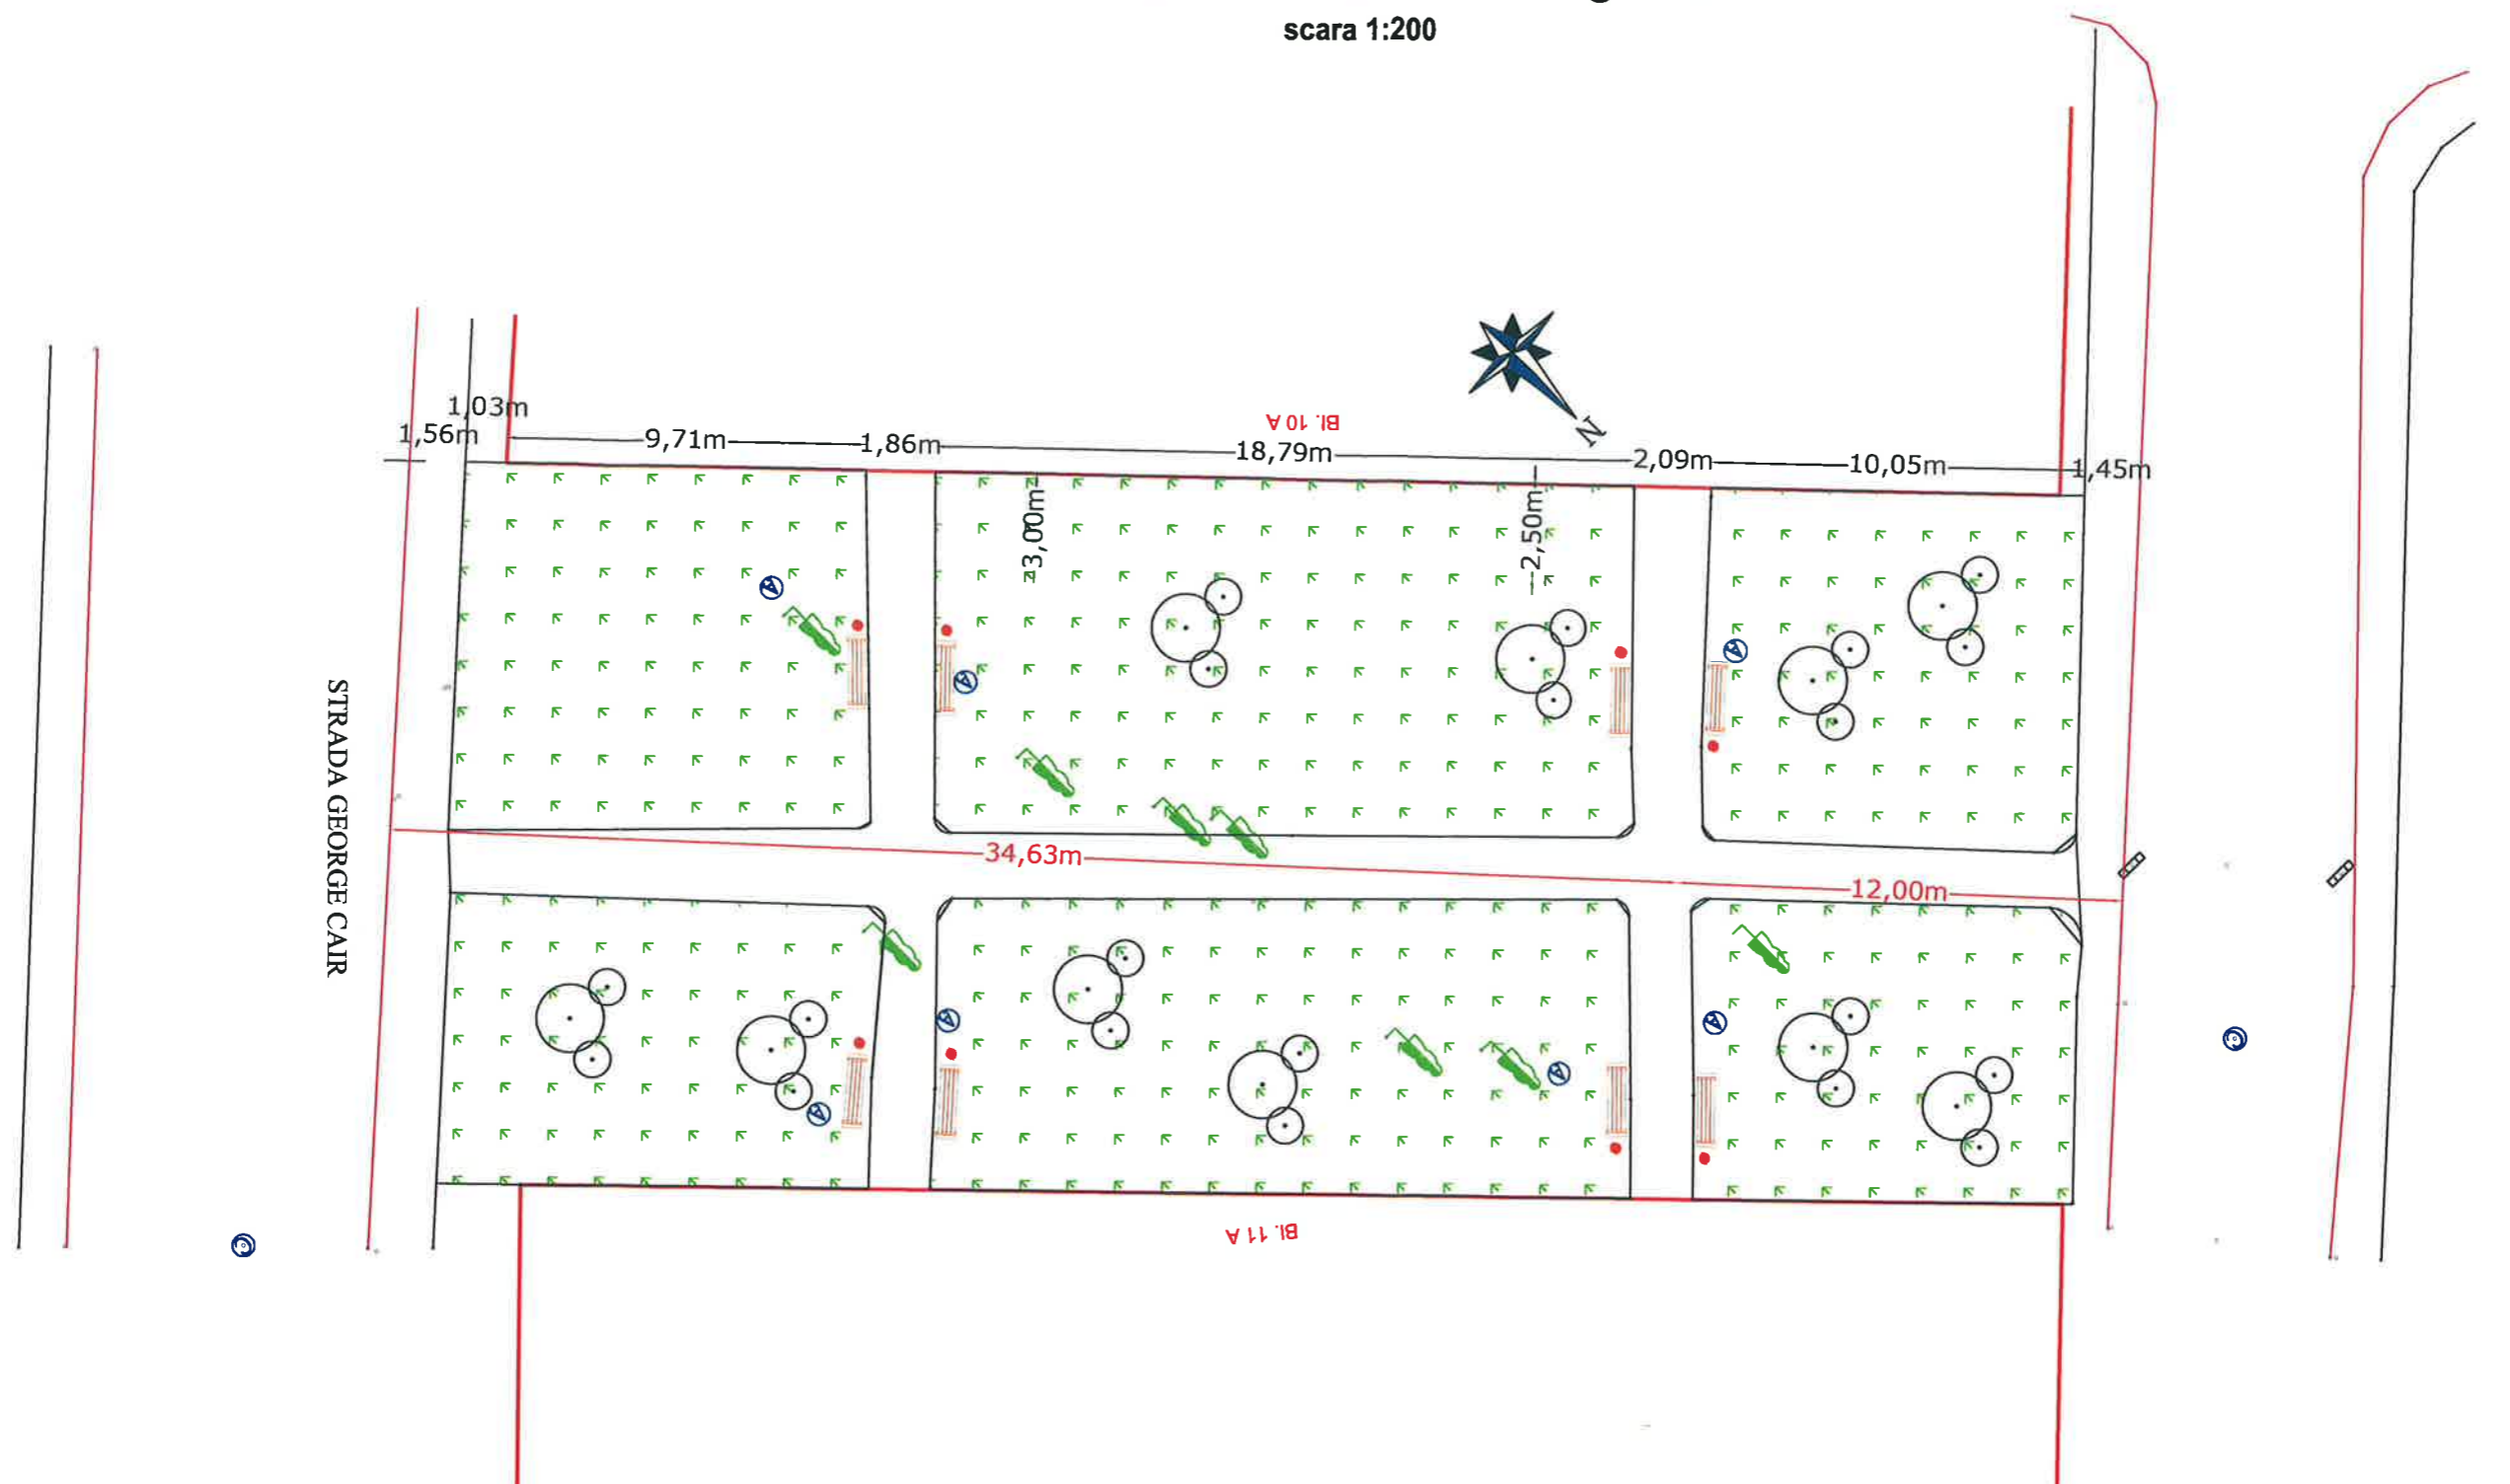 scara 1:200
1,03m
1,56m
9,71m
1,86m
Bl. 10 A
18,79m
2,09m
10,05m
1,45m
N
3,00m
2,50m
STRADA GEORGE CAIR
34,63m
12,00m
Bl. 11 A